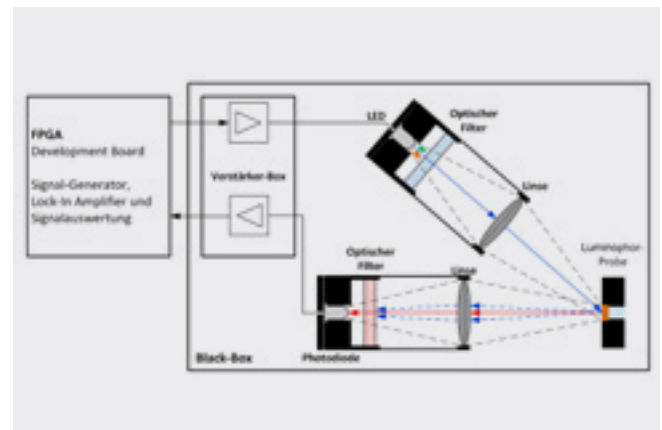 FPGA
Development Board
Signal-Generator,
Lock-In Amplifier und
Signalauswertung
Verstärker-Box
LED
Optischer
Filter
Linse
Luminophor-
Probe
Optischer
Filter
Linse
Photodiode
Black-Box